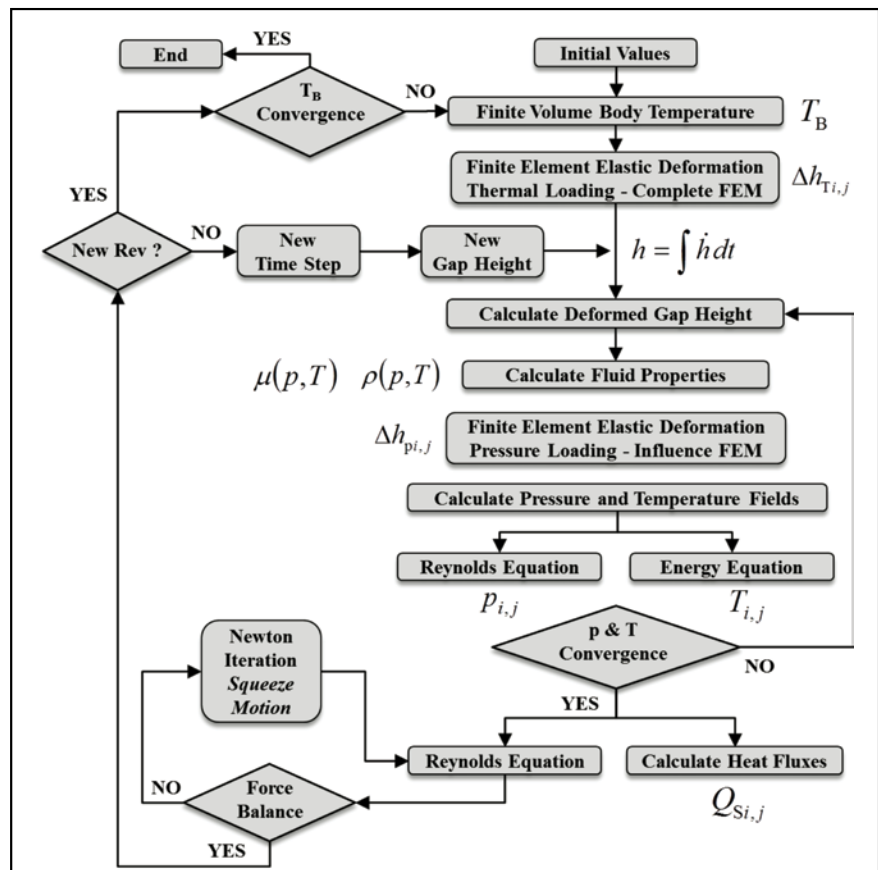 YES
End
Initial Values
T_B
Convergence
NO
Finite Volume Body Temperature
T_B
Finite Element Elastic Deformation
Thermal Loading - Complete FEM
Δh_Ti,j
YES
New Rev ?
NO
New
Time Step
New
Gap Height
h = ∫ ḣ dt
Calculate Deformed Gap Height
μ(p,T) ρ(p,T)
Calculate Fluid Properties
Δh_pi,j
Finite Element Elastic Deformation
Pressure Loading - Influence FEM
Calculate Pressure and Temperature Fields
Reynolds Equation
Energy Equation
p_i,j
T_i,j
p & T
Convergence
NO
YES
Newton
Iteration
Squeeze
Motion
Reynolds Equation
Calculate Heat Fluxes
Q_Si,j
NO
Force
Balance
YES